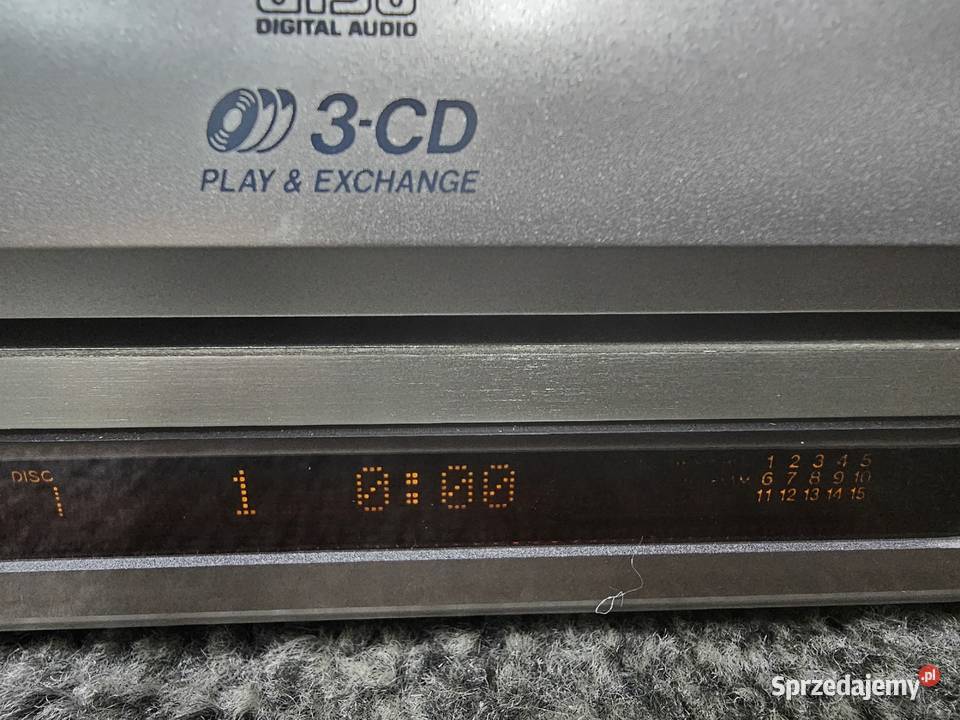 DIGITAL AUDIO
3-CD
PLAY & EXCHANGE
DISC
1
1 0:00
1 2 3 4 5
6 7 8 9 10
11 12 13 14 15
Sprzedajemy.pl